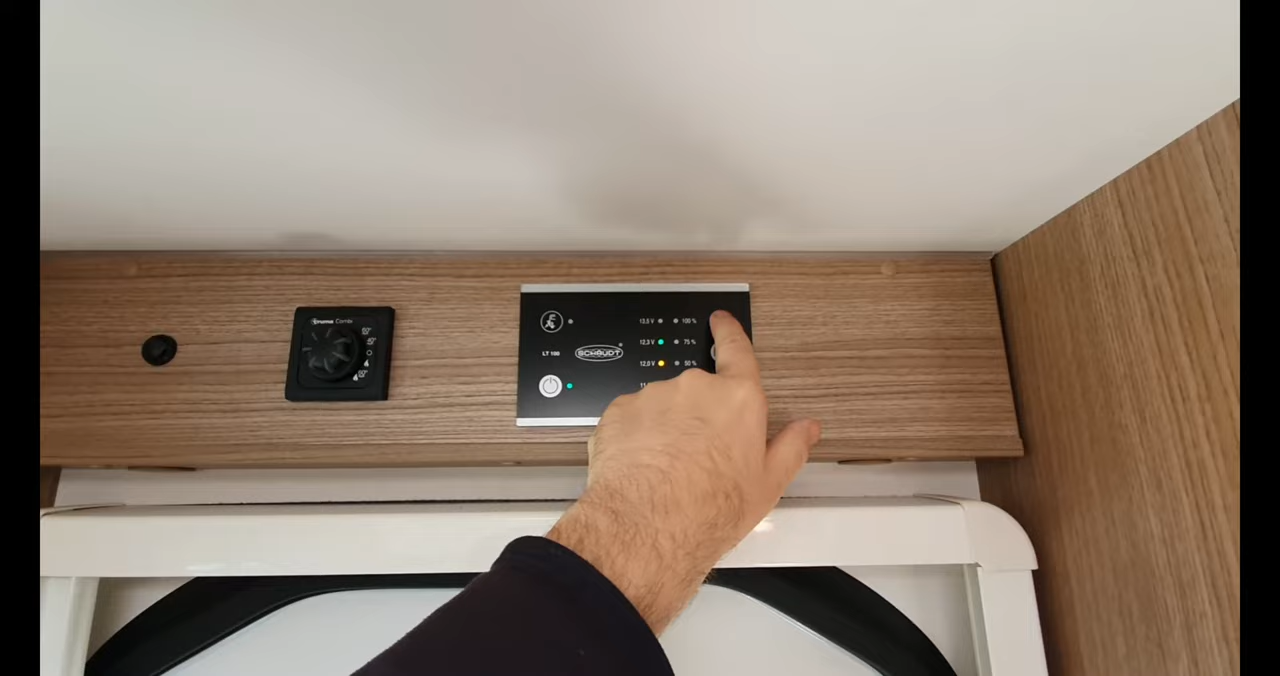 truma Combi
13,5 V
100 %
12,3 V
75 %
LT 100
SCHAUDT
12,0 V
50 %